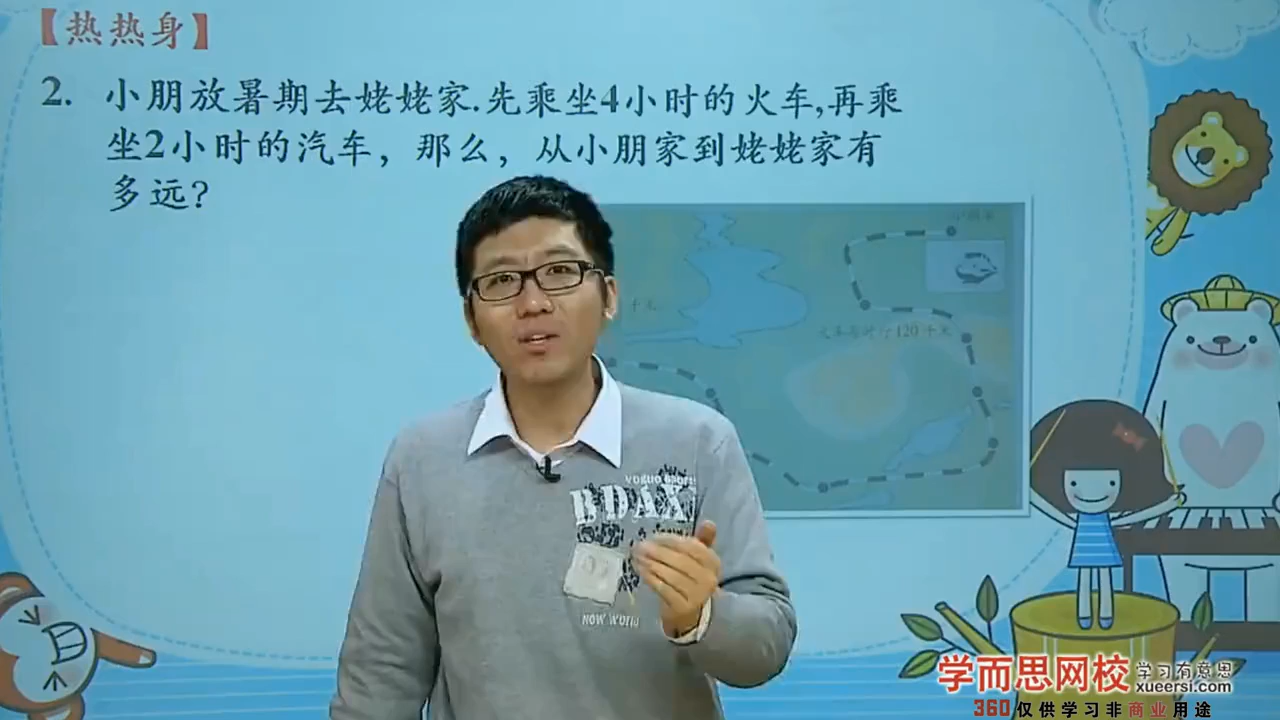 【热热身】
2. 小朋放暑期去姥姥家.先乘坐4小时的火车,再乘
坐2小时的汽车，那么，从小朋家到姥姥家有
多远?
千米
火车每时行120千米
VOGUO
BDAX
NOW WORLD
学而思网校 学习有意思
xueersi.com
360仅供学习非商业用途